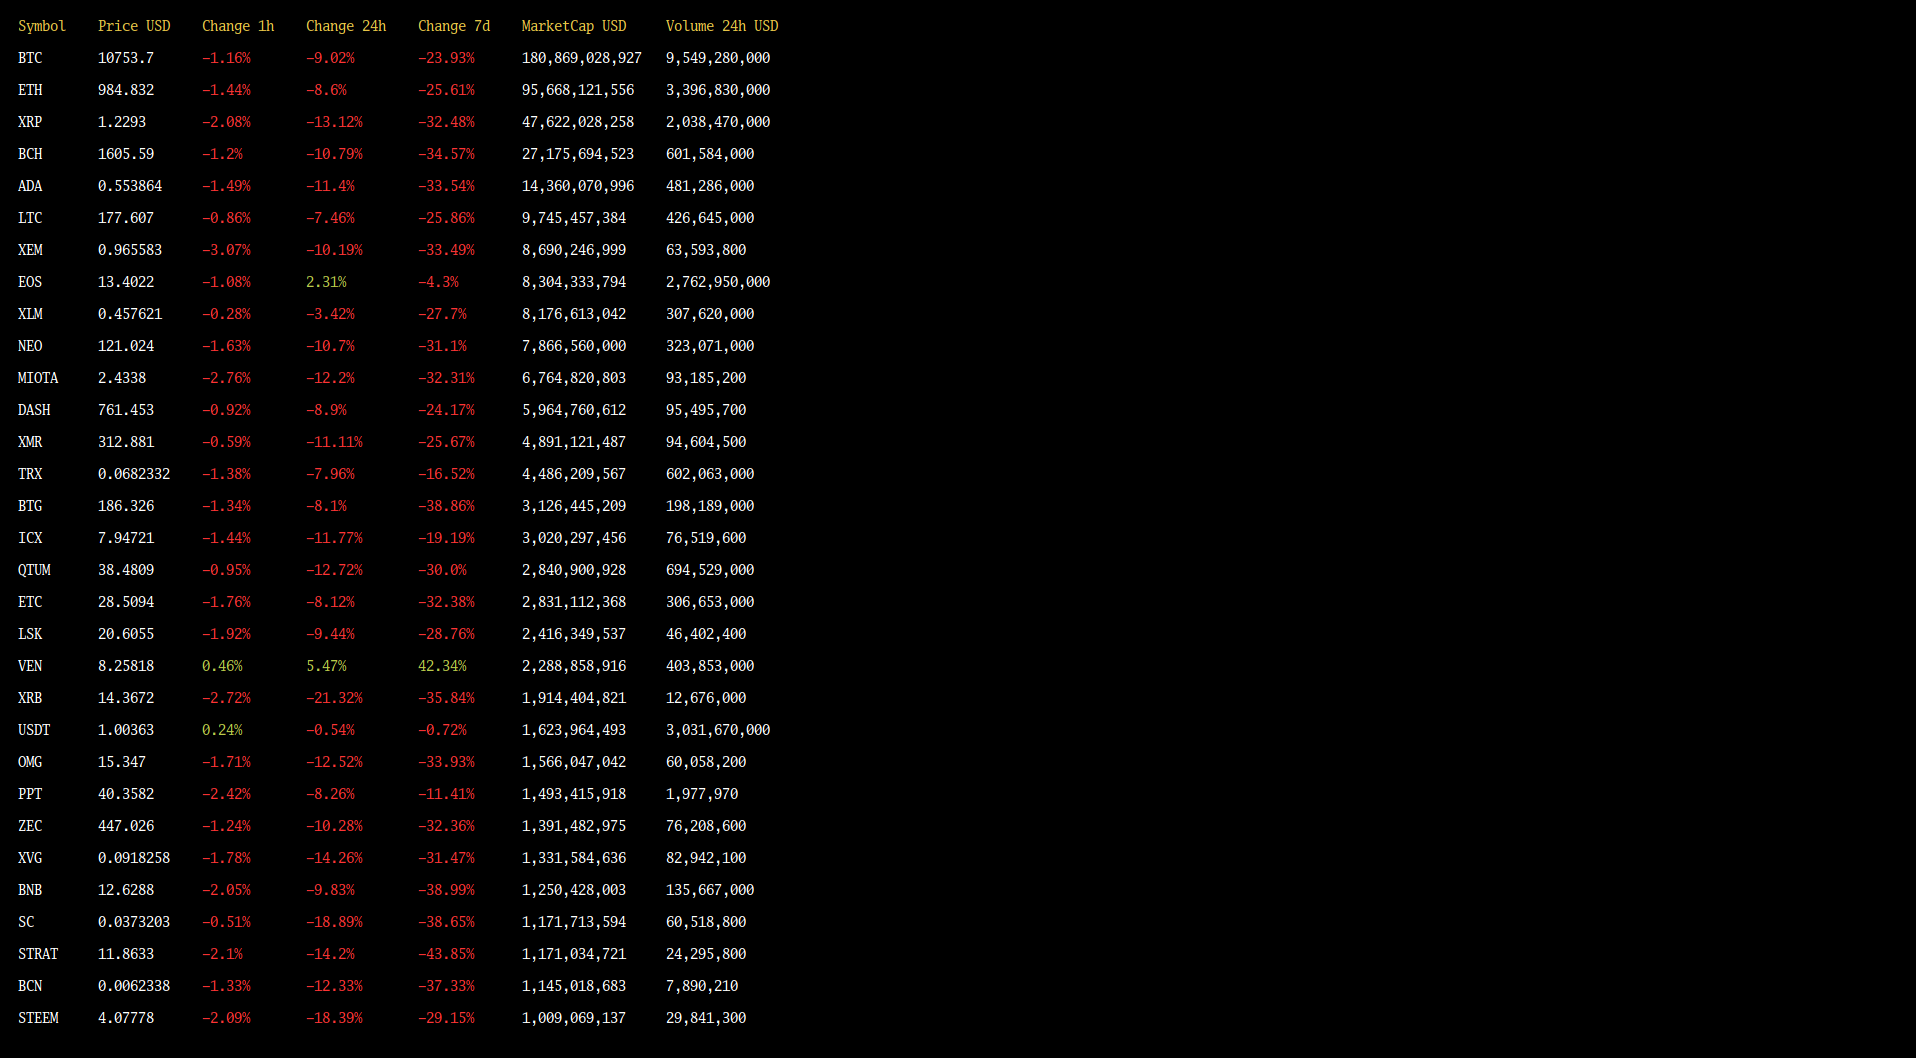 Symbol Price USD Change 1h Change 24h Change 7d MarketCap USD Volume 24h USD
BTC 10753.7 -1.16% -9.02% -23.93% 180,869,028,927 9,549,280,000
ETH 984.832 -1.44% -8.6% -25.61% 95,668,121,556 3,396,830,000
XRP 1.2293 -2.08% -13.12% -32.48% 47,622,028,258 2,038,470,000
BCH 1605.59 -1.2% -10.79% -34.57% 27,175,694,523 601,584,000
ADA 0.553864 -1.49% -11.4% -33.54% 14,360,070,996 481,286,000
LTC 177.607 -0.86% -7.46% -25.86% 9,745,457,384 426,645,000
XEM 0.965583 -3.07% -10.19% -33.49% 8,690,246,999 63,593,800
EOS 13.4022 -1.08% 2.31% -4.3% 8,304,333,794 2,762,950,000
XLM 0.457621 -0.28% -3.42% -27.7% 8,176,613,042 307,620,000
NEO 121.024 -1.63% -10.7% -31.1% 7,866,560,000 323,071,000
MIOTA 2.4338 -2.76% -12.2% -32.31% 6,764,820,803 93,185,200
DASH 761.453 -0.92% -8.9% -24.17% 5,964,760,612 95,495,700
XMR 312.881 -0.59% -11.11% -25.67% 4,891,121,487 94,604,500
TRX 0.0682332 -1.38% -7.96% -16.52% 4,486,209,567 602,063,000
BTG 186.326 -1.34% -8.1% -38.86% 3,126,445,209 198,189,000
ICX 7.94721 -1.44% -11.77% -19.19% 3,020,297,456 76,519,600
QTUM 38.4809 -0.95% -12.72% -30.0% 2,840,900,928 694,529,000
ETC 28.5094 -1.76% -8.12% -32.38% 2,831,112,368 306,653,000
LSK 20.6055 -1.92% -9.44% -28.76% 2,416,349,537 46,402,400
VEN 8.25818 0.46% 5.47% 42.34% 2,288,858,916 403,853,000
XRB 14.3672 -2.72% -21.32% -35.84% 1,914,404,821 12,676,000
USDT 1.00363 0.24% -0.54% -0.72% 1,623,964,493 3,031,670,000
OMG 15.347 -1.71% -12.52% -33.93% 1,566,047,042 60,058,200
PPT 40.3582 -2.42% -8.26% -11.41% 1,493,415,918 1,977,970
ZEC 447.026 -1.24% -10.28% -32.36% 1,391,482,975 76,208,600
XVG 0.0918258 -1.78% -14.26% -31.47% 1,331,584,636 82,942,100
BNB 12.6288 -2.05% -9.83% -38.99% 1,250,428,003 135,667,000
SC 0.0373203 -0.51% -18.89% -38.65% 1,171,713,594 60,518,800
STRAT 11.8633 -2.1% -14.2% -43.85% 1,171,034,721 24,295,800
BCN 0.0062338 -1.33% -12.33% -37.33% 1,145,018,683 7,890,210
STEEM 4.07778 -2.09% -18.39% -29.15% 1,009,069,137 29,841,300